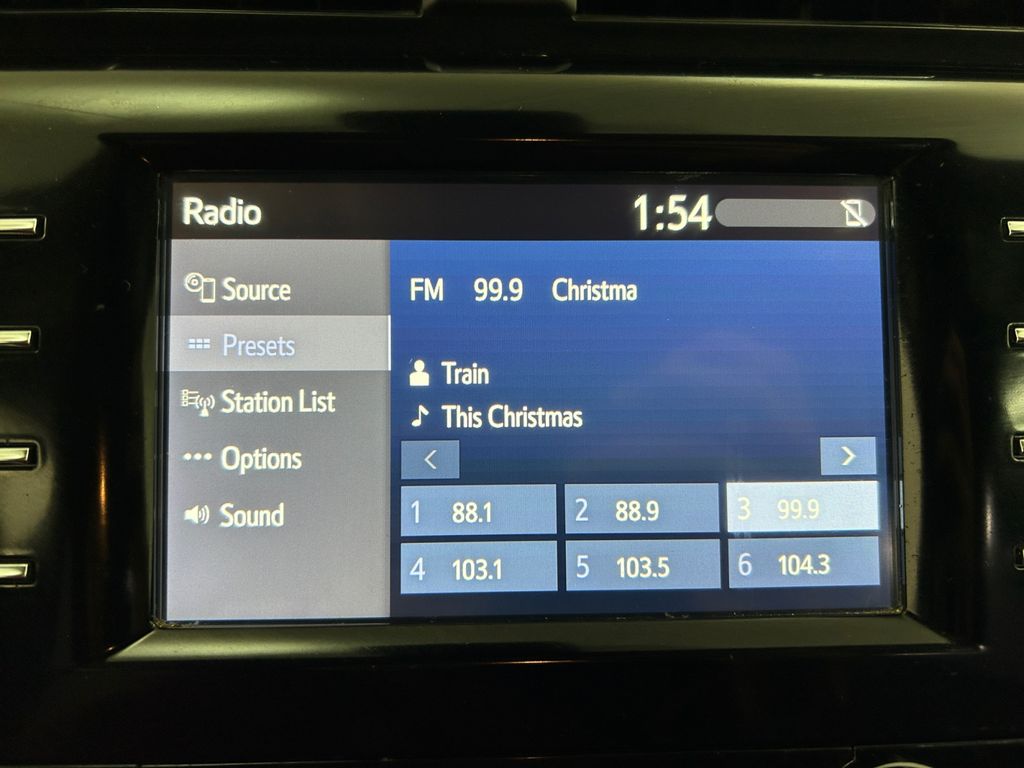 Radio 1:54
Source
Presets
Station List
Options
Sound
FM 99.9 Christma
Train
This Christmas
1 88.1 2 88.9 3 99.9
4 103.1 5 103.5 6 104.3